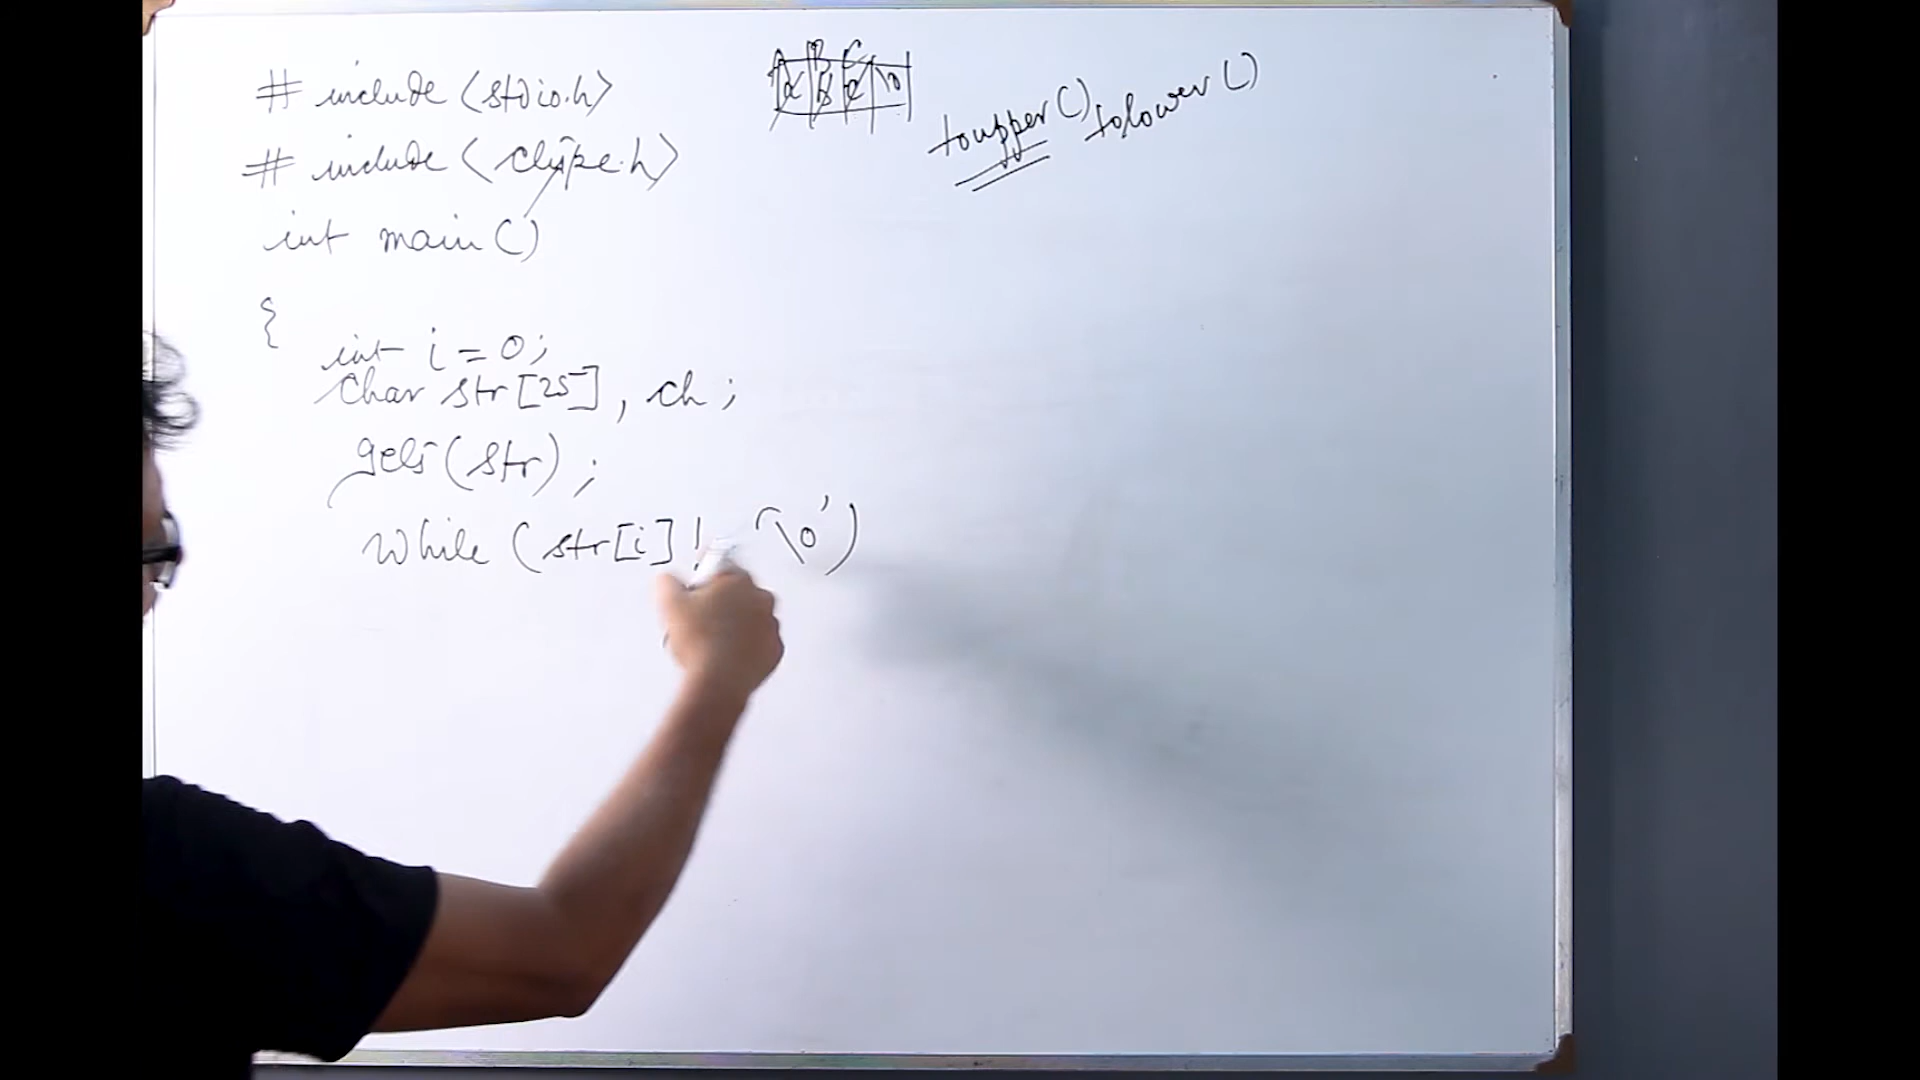 # include <stdio.h>
# include <ctype.h>
int main()
{
int i = 0;
char str[25], ch;
gets(str);
while (str[i]! '\0')
A B C
a b c \0
toupper() tolower()